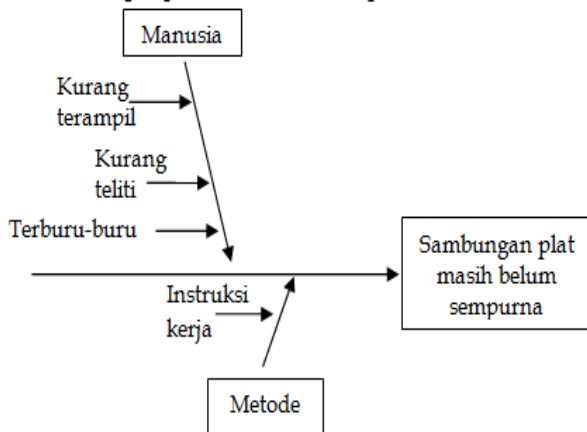 Manusia
Kurang
terampil
Kurang
teliti
Terburu-buru
Sambungan plat
masih belum
sempurna
Instruksi
kerja
Metode